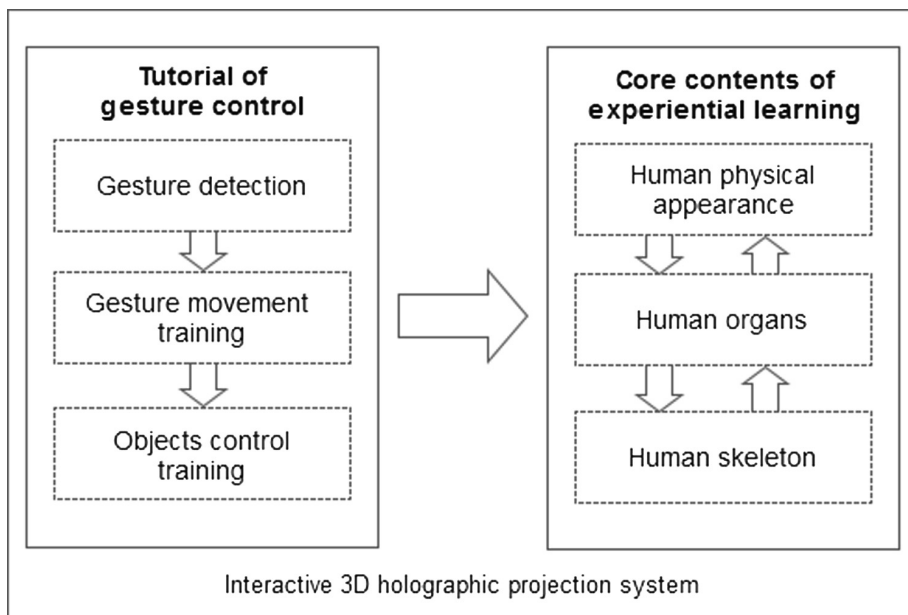 Tutorial of
gesture control
Gesture detection
Gesture movement
training
Objects control
training
Core contents of
experiential learning
Human physical
appearance
Human organs
Human skeleton
Interactive 3D holographic projection system